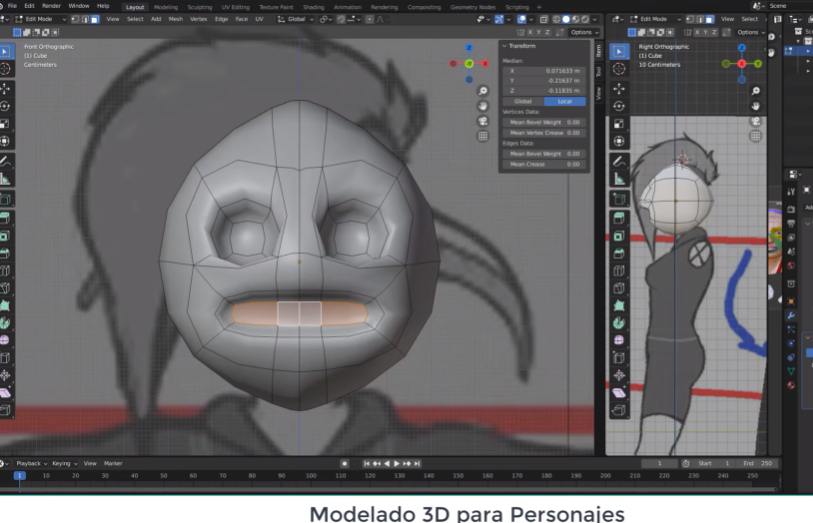 File Edit Render Window Help Layout Modeling Sculpting UV Editing Texture Paint Shading Animation Rendering Compositing Geometry Nodes Scripting + Scene
Edit Mode View Select Add Mesh Vertex Edge Face UV Global Edit Mode View Select
X Y Z Options X Y Z Options
Front Orthographic
(1) Cube
Centimeters
Transform
Median:
X 0.071633 m
Y -0.21637 m
Z -0.11835 m
Global Local
Vertices Data:
Mean Bevel Weight 0.00
Mean Vertex Crease 0.00
Edges Data:
Mean Bevel Weight 0.00
Mean Crease 0.00
Item
Tool
View
Right Orthographic
(1) Cube
10 Centimeters
Playback Keying View Marker 1 Start 1 End 250
1 10 20 30 40 50 60 70 80 90 100 110 120 130 140 150 160 170 180 190 200 210 220 230 240 250
Modelado 3D para Personajes